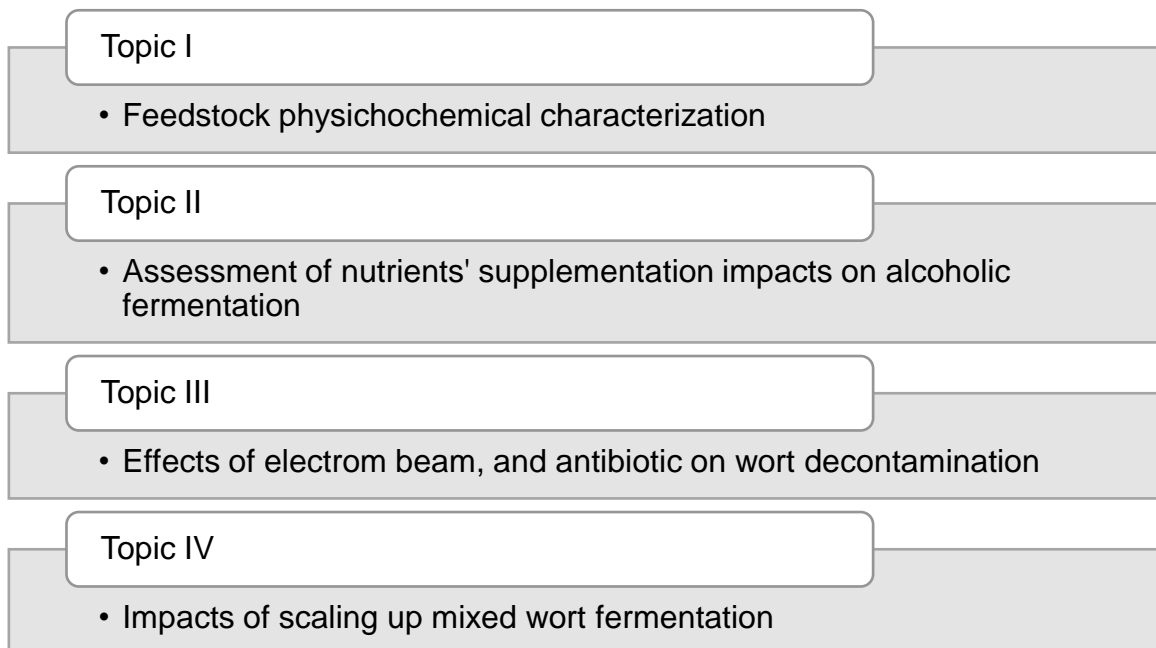 Topic I
• Feedstock physichochemical characterization
Topic II
• Assessment of nutrients' supplementation impacts on alcoholic
fermentation
Topic III
• Effects of electrom beam, and antibiotic on wort decontamination
Topic IV
• Impacts of scaling up mixed wort fermentation